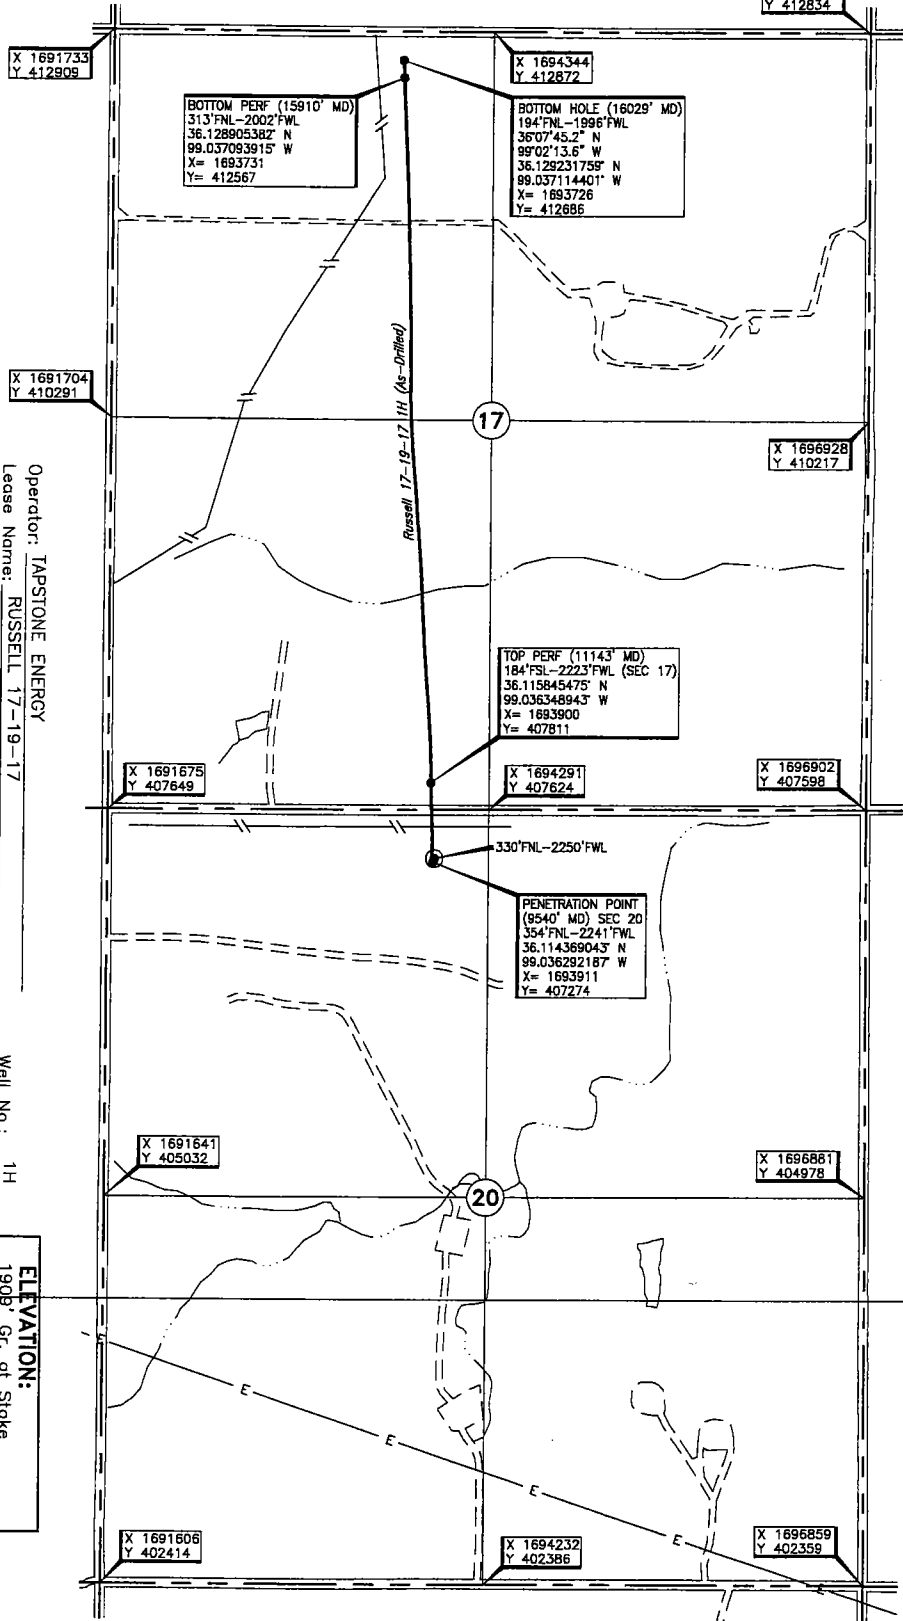 Y 412834
X 1691733
Y 412909
X 1694344
Y 412872
BOTTOM PERF (15910' MD)
313'FNL-2002'FWL
36.128905382° N
99.037093915° W
X= 1693731
Y= 412567
BOTTOM HOLE (16029' MD)
194'FNL-1996'FWL
36°07'45.2" N
99°02'13.6" W
36.129231759° N
99.037114401° W
X= 1693726
Y= 412686
Russell 17-19-17 1H (As-Drilled)
X 1691704
Y 410291
17
X 1696928
Y 410217
Operator: TAPSTONE ENERGY
Lease Name: RUSSELL 17-19-17
Well No.: 1H
TOP PERF (11143' MD)
184'FSL-2223'FWL (SEC 17)
36.115845475° N
99.036348943° W
X= 1693900
Y= 407811
X 1691675
Y 407649
X 1694291
Y 407624
X 1696902
Y 407598
330'FNL-2250'FWL
PENETRATION POINT
(9540' MD) SEC 20
354'FNL-2241'FWL
36.114369043° N
99.036292187° W
X= 1693911
Y= 407274
X 1691641
Y 405032
X 1696881
Y 404978
20
ELEVATION:
1909' Gr. at Stake
E
E
E
E
E
E
X 1691606
Y 402414
X 1694232
Y 402386
X 1696859
Y 402359